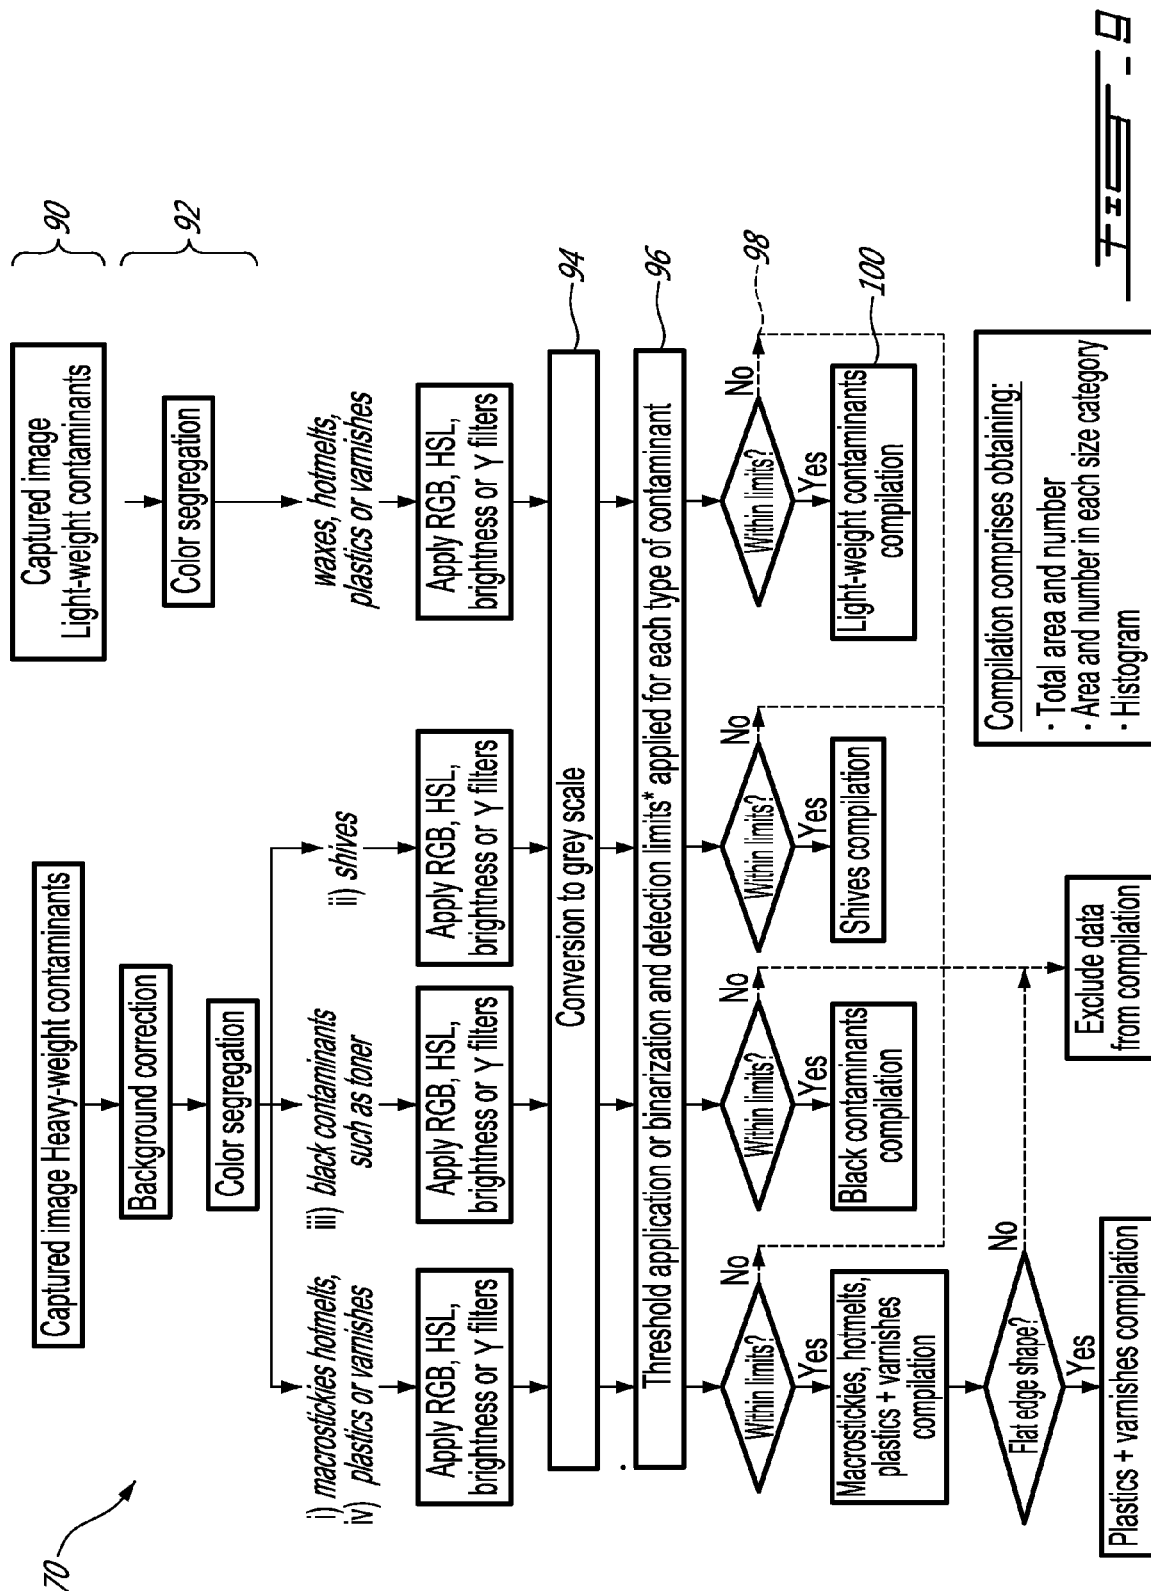 70
90
92
Captured image Heavy-weight contaminants
Captured image
Light-weight contaminants
Background correction
Color segregation
Color segregation
i) macrostickies hotmelts,
iv) plastics or varnishes
iii) black contaminants
such as toner
ii) shives
waxes, hotmelts,
plastics or varnishes
Apply RGB, HSL,
brightness or Y filters
Apply RGB, HSL,
brightness or Y filters
Apply RGB, HSL,
brightness or Y filters
Apply RGB, HSL,
brightness or Y filters
Conversion to grey scale
94
Threshold application or binarization and detection limits* applied for each type of contaminant
96
Within limits?
No
Within limits?
No
Within limits?
No
Within limits?
No
98
Yes
Yes
Yes
Yes
Macrostickies, hotmelts,
plastics + varnishes
compilation
Black contaminants
compilation
Shives compilation
Light-weight contaminants
compilation
100
Flat edge shape?
No
Yes
Plastics + varnishes compilation
Exclude data
from compilation
Compilation comprises obtaining:
· Total area and number
· Area and number in each size category
· Histogram
FIG - 9